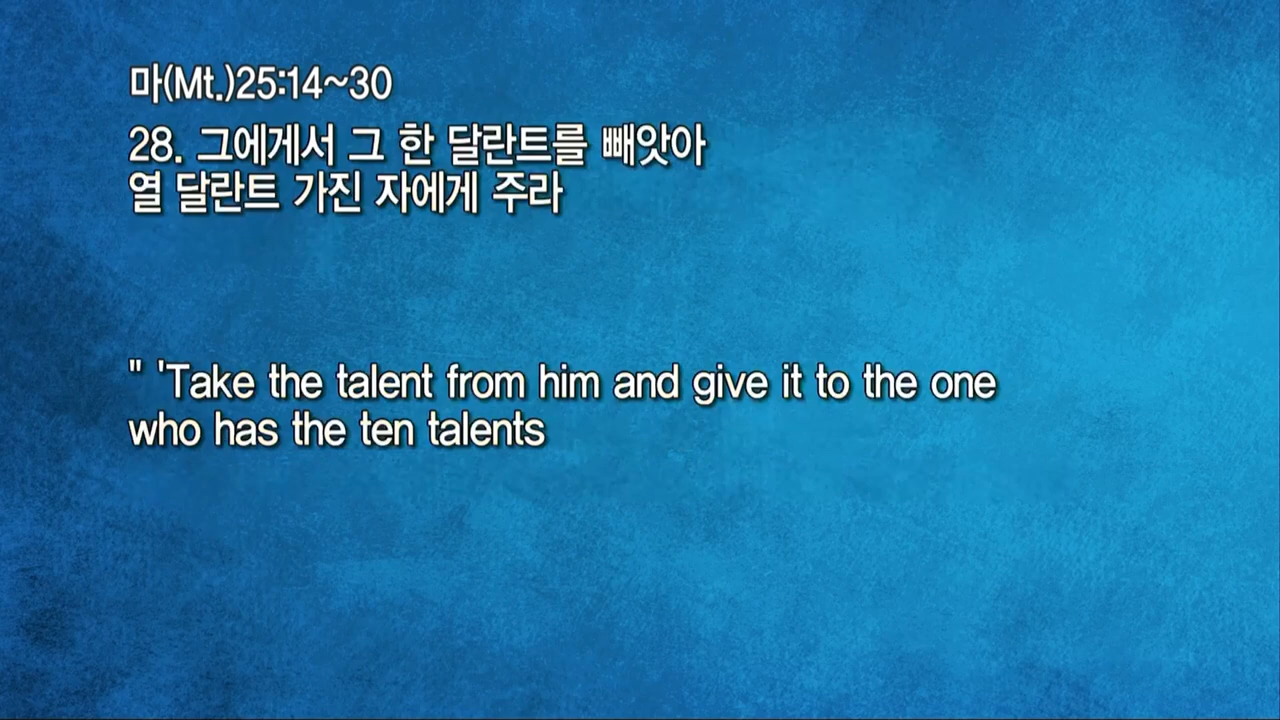 마(Mt.)25:14~30
28. 그에게서 그 한 달란트를 빼앗아
열 달란트 가진 자에게 주라
" 'Take the talent from him and give it to the one
who has the ten talents